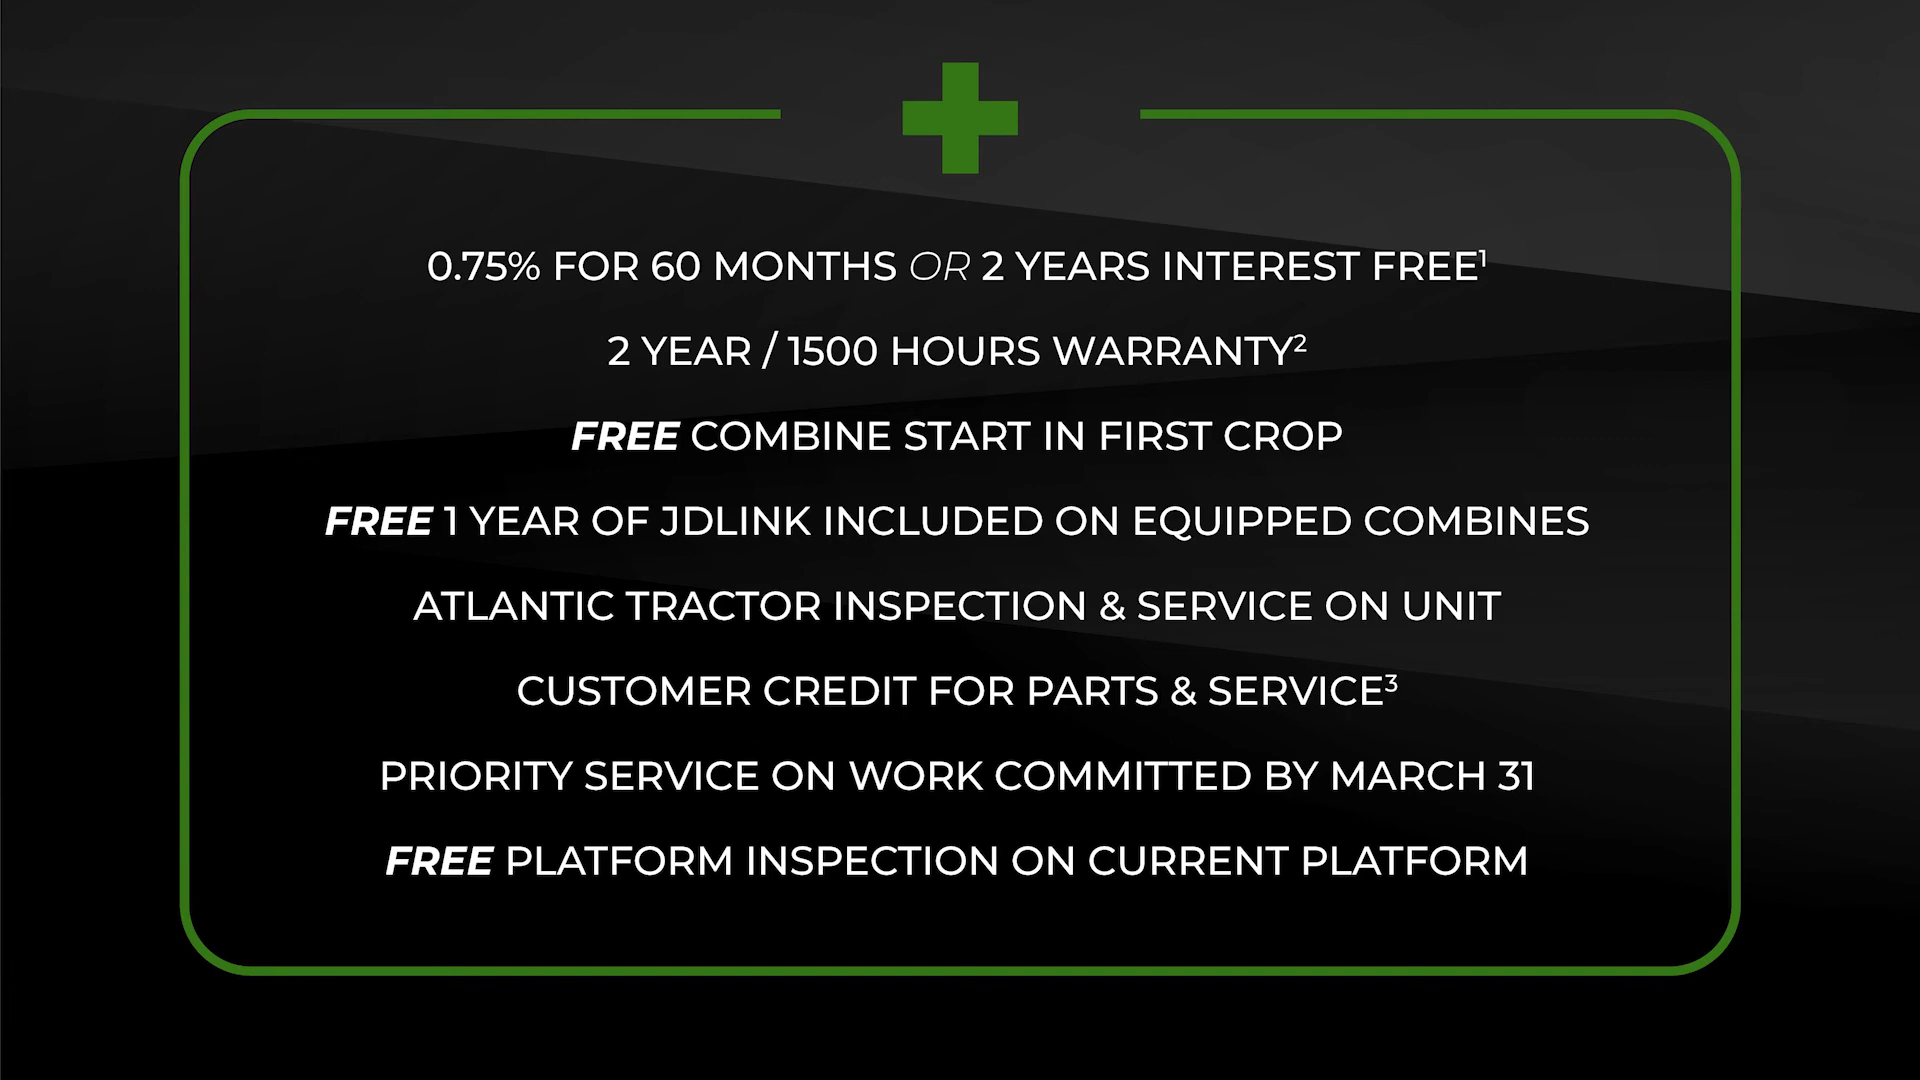 0.75% FOR 60 MONTHS OR 2 YEARS INTEREST FREE¹
2 YEAR / 1500 HOURS WARRANTY²
FREE COMBINE START IN FIRST CROP
FREE 1 YEAR OF JDLINK INCLUDED ON EQUIPPED COMBINES
ATLANTIC TRACTOR INSPECTION & SERVICE ON UNIT
CUSTOMER CREDIT FOR PARTS & SERVICE³
PRIORITY SERVICE ON WORK COMMITTED BY MARCH 31
FREE PLATFORM INSPECTION ON CURRENT PLATFORM